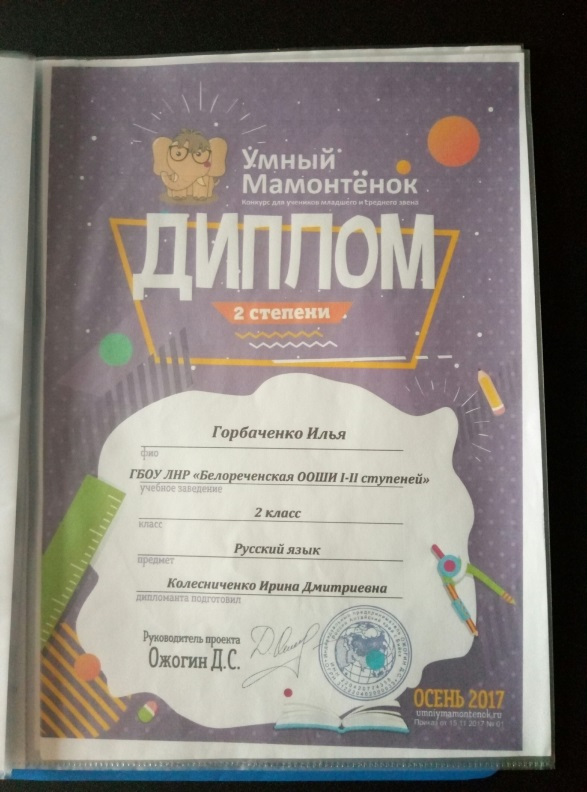 Умный
Мамонтёнок
Конкурс для учеников младшего и среднего звена
ДИПЛОМ
2 степени
Горбаченко Илья
фио
ГБОУ ЛНР «Белореченская ООШИ I-II ступеней»
учебное заведение
2 класс
класс
Русский язык
предмет
Колесниченко Ирина Дмитриевна
дипломанта подготовил
Руководитель проекта
Ожогин Д.С.
ОСЕНЬ 2017
umniymamontenok.ru
Приказ от 15.11.2017 № 01